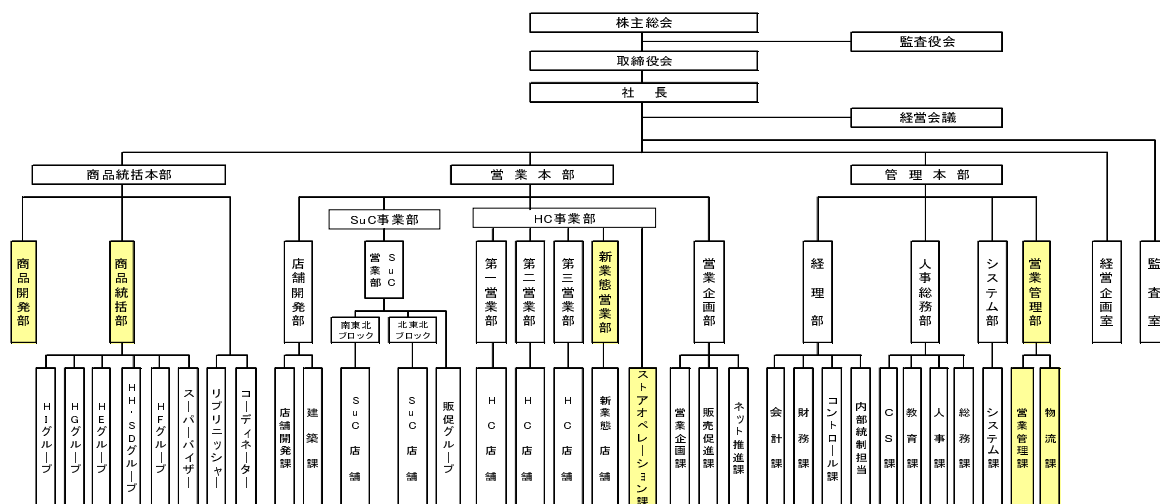 株主総会
監査役会
取締役会
社　長
経営会議
商品統括本部
営業本部
管理本部
SuC事業部
HC事業部
商品開発部
商品統括部
店舗開発部
SuC
営業部
第一営業部
第二営業部
第三営業部
新業態営業部
営業企画部
経理部
人事総務部
システム部
営業管理部
経営企画室
監査室
南東北
ブロック
北東北
ブロック
HIグループ
HGグループ
HEグループ
HH・SDグループ
HFグループ
スーパーバイザー
リプリニッシャー
コーディネーター
店舗開発課
建築課
SuC店舗
SuC店舗
販促グループ
HC店舗
HC店舗
HC店舗
新業態店舗
ストアオペレーション課
営業企画課
販売促進課
ネット推進課
会計課
財務課
コントロール課
内部統制担当
CS課
教育課
人事課
総務課
システム課
営業管理課
物流課